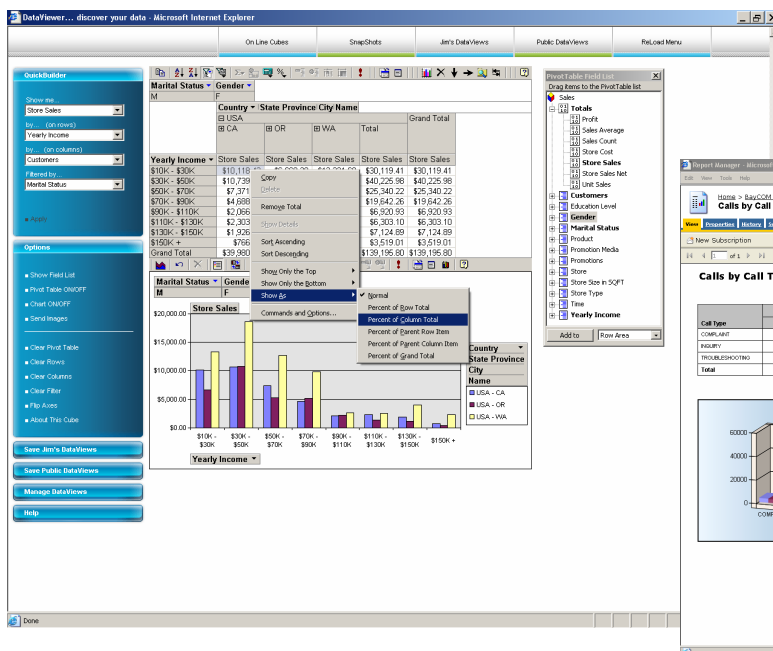 DataViewer... discover your data - Microsoft Internet Explorer
On Line Cubes SnapShots Jim's DataViews Public DataViews ReLoad Menu
QuickBuilder
Show me...
Store Sales
by... (on rows)
Yearly Income
by... (on columns)
Customers
Filtered by...
Marital Status
Apply
Options
Show Field List
Pivot Table ON/OFF
Chart ON/OFF
Send Images
Clear Pivot Table
Clear Rows
Clear Columns
Clear Filter
Flip Axes
About This Cube
Save Jim's DataViews
Save Public DataViews
Manage DataViews
Help
Marital Status Gender
M F
Country State Province City Name
USA Grand Total
CA OR WA Total
Yearly Income Store Sales Store Sales Store Sales Store Sales Store Sales
$10K - $30K $30,119.41 $30,119.41
$30K - $50K $10,739 $40,225.98 $40,225.98
$50K - $70K $7,371 $25,340.22 $25,340.22
$70K - $90K $4,688 $19,642.26 $19,642.26
$90K - $110K $2,066 $6,920.93 $6,920.93
$110K - $130K $2,303 $6,303.10 $6,303.10
$130K - $150K $1,926 $7,124.89 $7,124.89
$150K + $766 $3,519.01 $3,519.01
Grand Total $39,980 $139,195.80 $139,195.80
Copy
Delete
Remove Total
Show Details
Sort Ascending
Sort Descending
Show Only the Top
Show Only the Bottom
Show As
Commands and Options...
Normal
Percent of Row Total
Percent of Column Total
Percent of Parent Row Item
Percent of Parent Column Item
Percent of Grand Total
Marital Status Gende
M F
Store Sales
$20,000.00
$15,000.00
$10,000.00
$5,000.00
$0.00
$10K - $30K - $50K - $70K - $90K - $110K - $130K - $150K +
$30K $50K $70K $90K $110K $130K $150K
Yearly Income
Country
State Province
City
Name
USA - CA
USA - OR
USA - WA
PivotTable Field List
Drag items to the PivotTable list
Sales
Totals
Profit
Sales Average
Sales Count
Store Cost
Store Sales
Store Sales Net
Unit Sales
Customers
Education Level
Gender
Marital Status
Product
Promotion Media
Promotions
Store
Store Size in SQFT
Store Type
Time
Yearly Income
Add to Row Area
Report Manager - Micros
Edit View Tools Help
Home > BayCOM
Calls by Call
View Properties History
New Subscription
1 of 1
Calls by Call T
Call Type
COMPLAINT
INQUIRY
TROUBLESHOOTING
Total
60000
40000
20000
0
COMP
Done